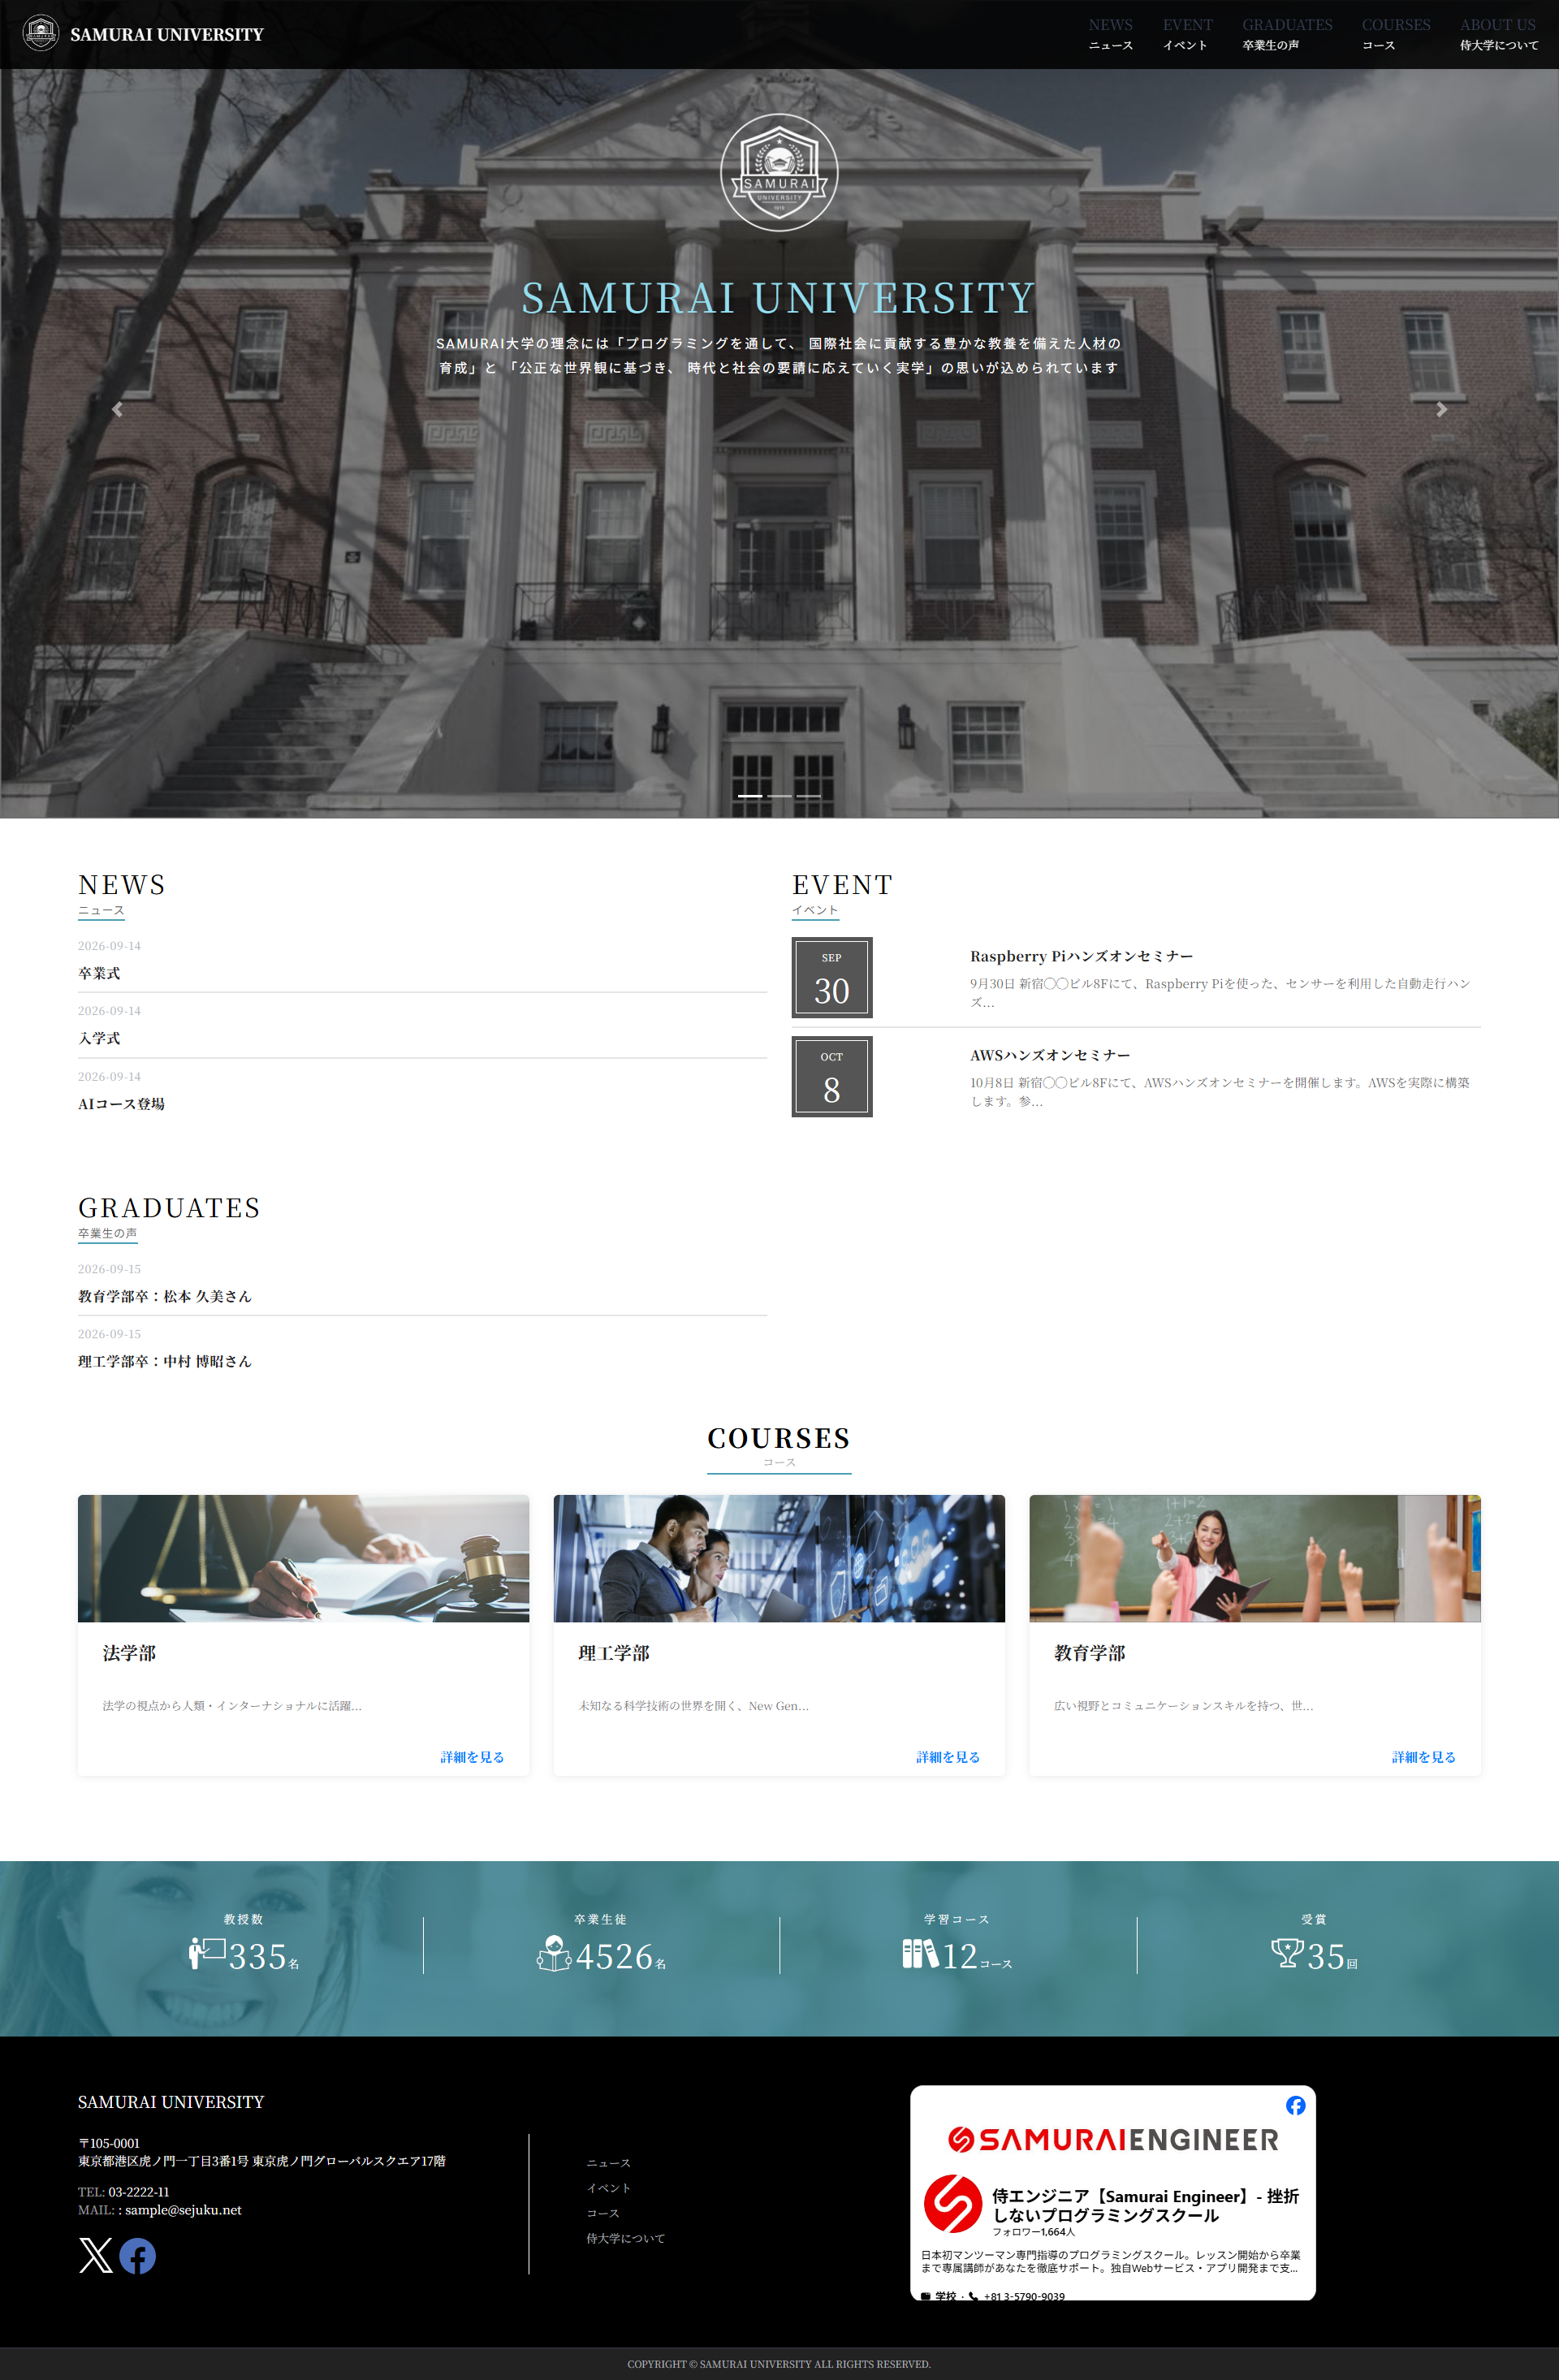 SAMURAI UNIVERSITY
NEWS
ニュース
EVENT
イベント
GRADUATES
卒業生の声
COURSES
コース
ABOUT US
侍大学について
SAMURAI
UNIVERSITY
1919
SAMURAI UNIVERSITY
SAMURAI大学の理念には「プログラミングを通して、 国際社会に貢献する豊かな教養を備えた人材の
育成」と 「公正な世界観に基づき、 時代と社会の要請に応えていく実学」の思いが込められています
NEWS
ニュース
2026-09-14
卒業式
2026-09-14
入学式
2026-09-14
AIコース登場
EVENT
イベント
SEP
30
Raspberry Piハンズオンセミナー
9月30日 新宿◯◯ビル8Fにて、Raspberry Piを使った、センサーを利用した自動走行ハン
ズ...
OCT
8
AWSハンズオンセミナー
10月8日 新宿◯◯ビル8Fにて、AWSハンズオンセミナーを開催します。AWSを実際に構築
します。参...
GRADUATES
卒業生の声
2026-09-15
教育学部卒：松本 久美さん
2026-09-15
理工学部卒：中村 博昭さん
COURSES
コース
法学部
法学の視点から人類・インターナショナルに活躍...
詳細を見る
理工学部
未知なる科学技術の世界を開く、New Gen...
詳細を見る
教育学部
広い視野とコミュニケーションスキルを持つ、世...
詳細を見る
教授数
335名
卒業生徒
4526名
学習コース
12コース
受賞
35回
SAMURAI UNIVERSITY
〒105-0001
東京都港区虎ノ門一丁目3番1号 東京虎ノ門グローバルスクエア17階
TEL: 03-2222-11
MAIL: : sample@sejuku.net
ニュース
イベント
コース
侍大学について
SAMURAIENGINEER
侍エンジニア【Samurai Engineer】- 挫折
しないプログラミングスクール
フォロワー1,664人
日本初マンツーマン専門指導のプログラミングスクール。レッスン開始から卒業
まで専属講師があなたを徹底サポート。独自Webサービス・アプリ開発まで支...
学校 · +81 3-5790-9039
COPYRIGHT © SAMURAI UNIVERSITY ALL RIGHTS RESERVED.